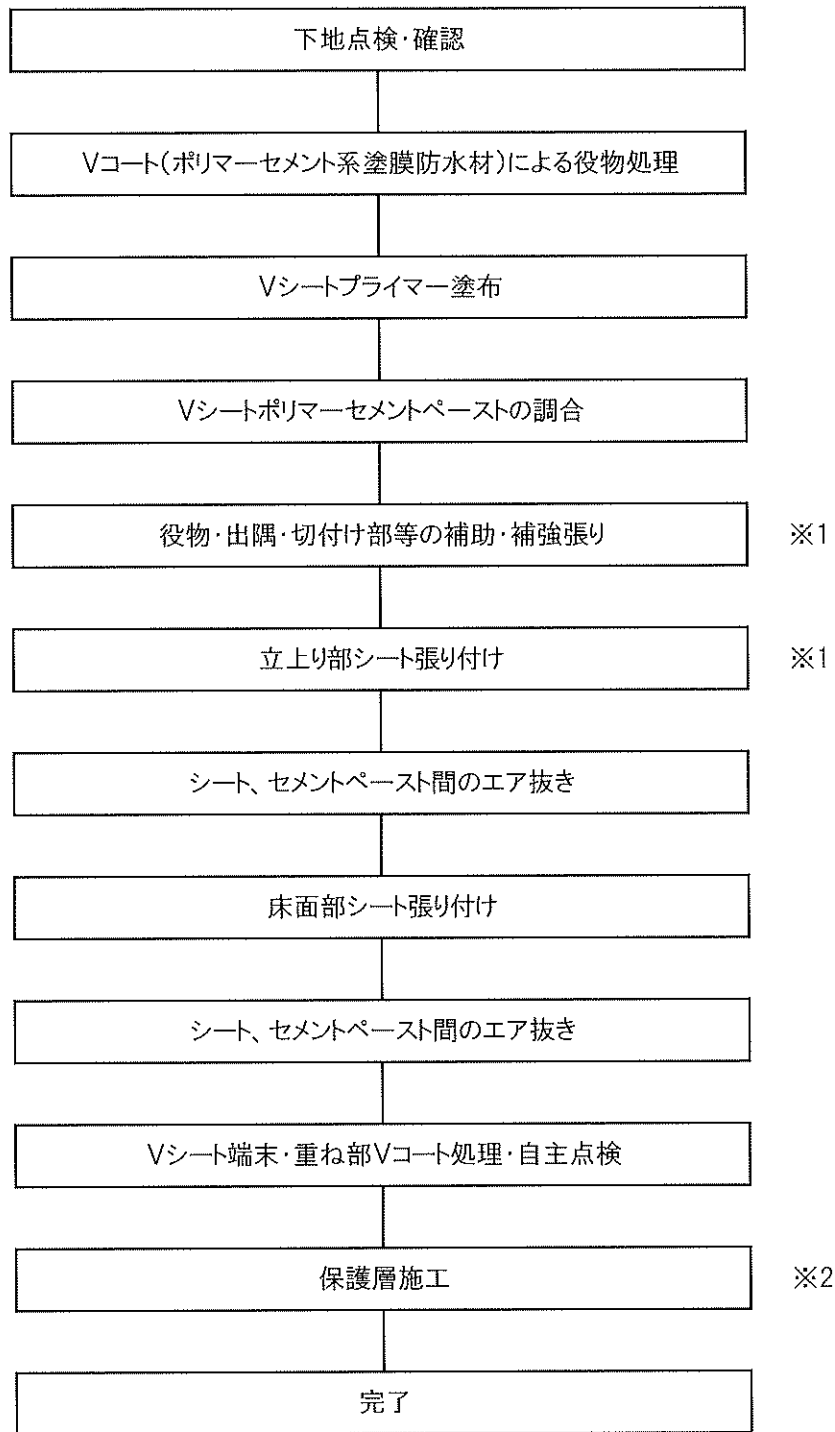 下地点検・確認
Vコート(ポリマーセメント系塗膜防水材)による役物処理
Vシートプライマー塗布
Vシートポリマーセメントペーストの調合
役物・出隅・切付け部等の補助・補強張り ※1
立上り部シート張り付け ※1
シート、セメントペースト間のエア抜き
床面部シート張り付け
シート、セメントペースト間のエア抜き
Vシート端末・重ね部Vコート処理・自主点検
保護層施工 ※2
完了